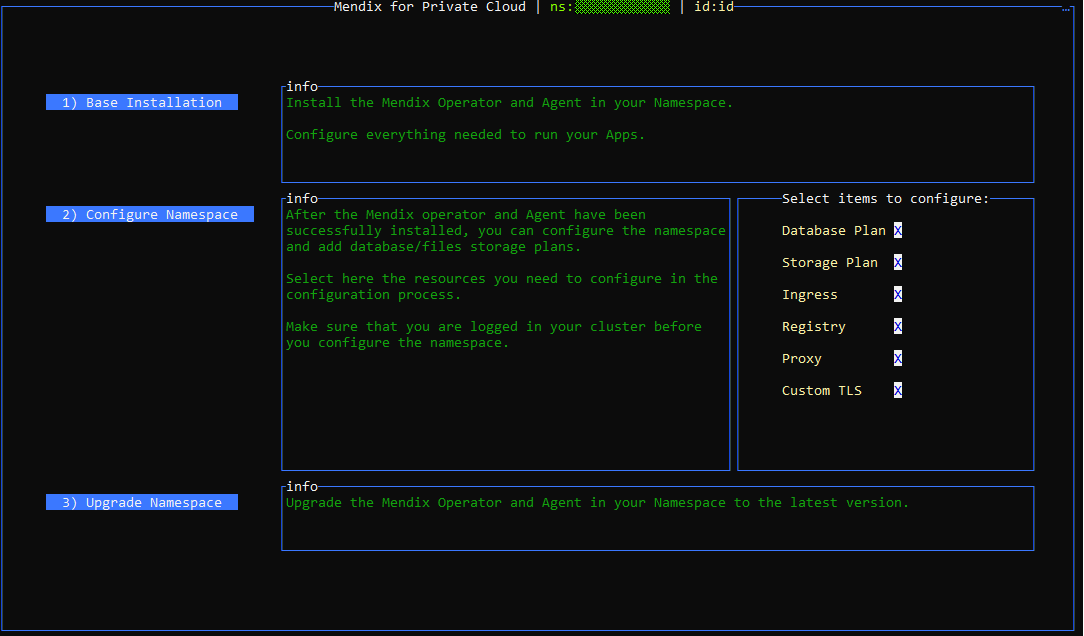 Mendix for Private Cloud | ns: | id:id
1) Base Installation
info
Install the Mendix Operator and Agent in your Namespace.
Configure everything needed to run your Apps.
2) Configure Namespace
info
After the Mendix operator and Agent have been
successfully installed, you can configure the namespace
and add database/files storage plans.
Select here the resources you need to configure in the
configuration process.
Make sure that you are logged in your cluster before
you configure the namespace.
Select items to configure:
Database Plan X
Storage Plan X
Ingress X
Registry X
Proxy X
Custom TLS X
3) Upgrade Namespace
info
Upgrade the Mendix Operator and Agent in your Namespace to the latest version.